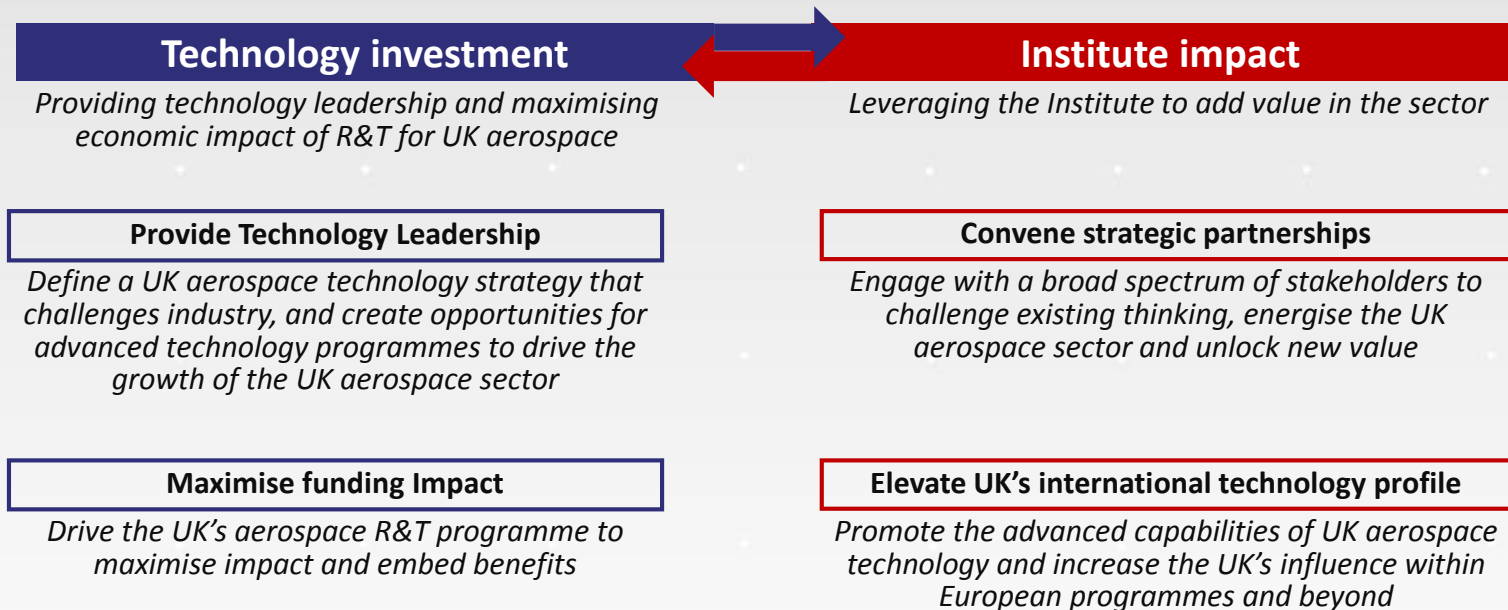 Technology investment
Providing technology leadership and maximising
economic impact of R&T for UK aerospace
Provide Technology Leadership
Define a UK aerospace technology strategy that
challenges industry, and create opportunities for
advanced technology programmes to drive the
growth of the UK aerospace sector
Maximise funding Impact
Drive the UK’s aerospace R&T programme to
maximise impact and embed benefits
Institute impact
Leveraging the Institute to add value in the sector
Convene strategic partnerships
Engage with a broad spectrum of stakeholders to
challenge existing thinking, energise the UK
aerospace sector and unlock new value
Elevate UK’s international technology profile
Promote the advanced capabilities of UK aerospace
technology and increase the UK’s influence within
European programmes and beyond